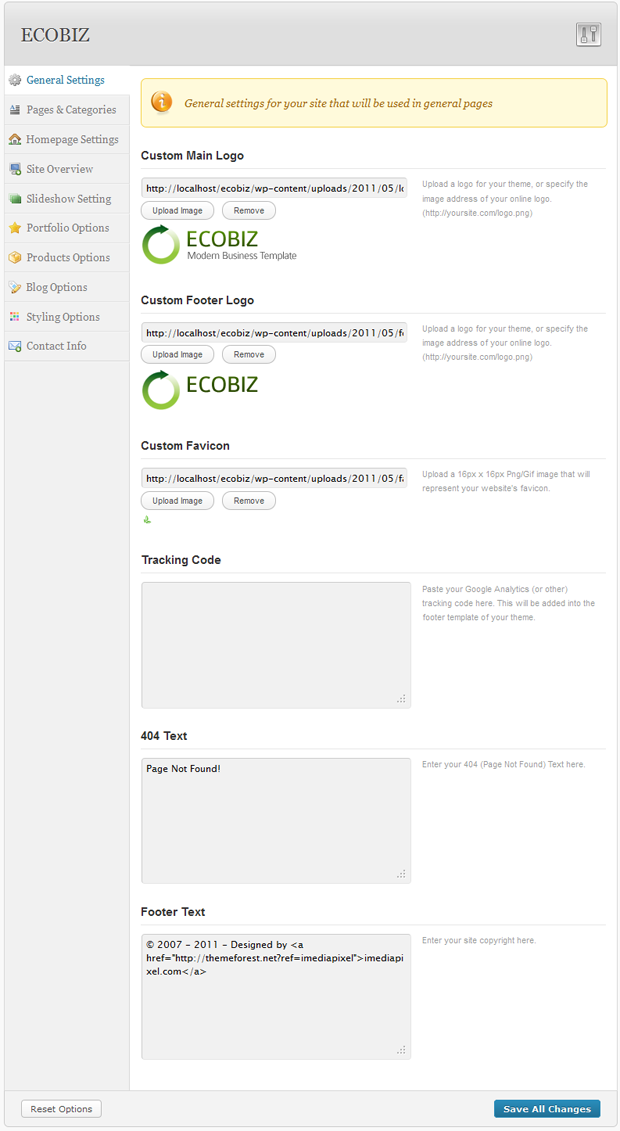 ECOBIZ
General Settings
Pages & Categories
Homepage Settings
Site Overview
Slideshow Setting
Portfolio Options
Products Options
Blog Options
Styling Options
Contact Info
General settings for your site that will be used in general pages
Custom Main Logo
http://localhost/ecobiz/wp-content/uploads/2011/05/lo
Upload Image
Remove
Upload a logo for your theme, or specify the
image address of your online logo.
(http://yoursite.com/logo.png)
ECOBIZ
Modern Business Template
Custom Footer Logo
http://localhost/ecobiz/wp-content/uploads/2011/05/fo
Upload Image
Remove
Upload a logo for your theme, or specify the
image address of your online logo.
(http://yoursite.com/logo.png)
ECOBIZ
Custom Favicon
http://localhost/ecobiz/wp-content/uploads/2011/05/fa
Upload Image
Remove
Upload a 16px x 16px Png/Gif image that will
represent your website's favicon.
Tracking Code
Paste your Google Analytics (or other)
tracking code here. This will be added into the
footer template of your theme.
404 Text
Page Not Found!
Enter your 404 (Page Not Found) Text here.
Footer Text
© 2007 - 2011 - Designed by <a
href="http://themeforest.net?ref=imediapixel">imediapi
xel.com</a>
Enter your site copyright here.
Reset Options
Save All Changes